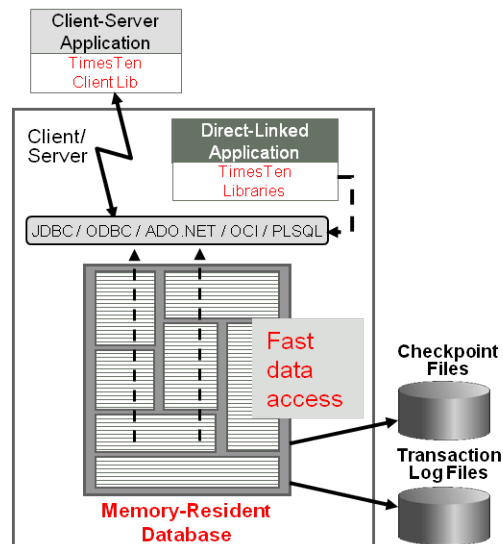 Client-Server
Application
TimesTen
Client Lib
Client/
Server
Direct-Linked
Application
TimesTen
Libraries
JDBC / ODBC / ADO.NET / OCI / PLSQL
Fast
data
access
Checkpoint
Files
Transaction
Log Files
Memory-Resident
Database